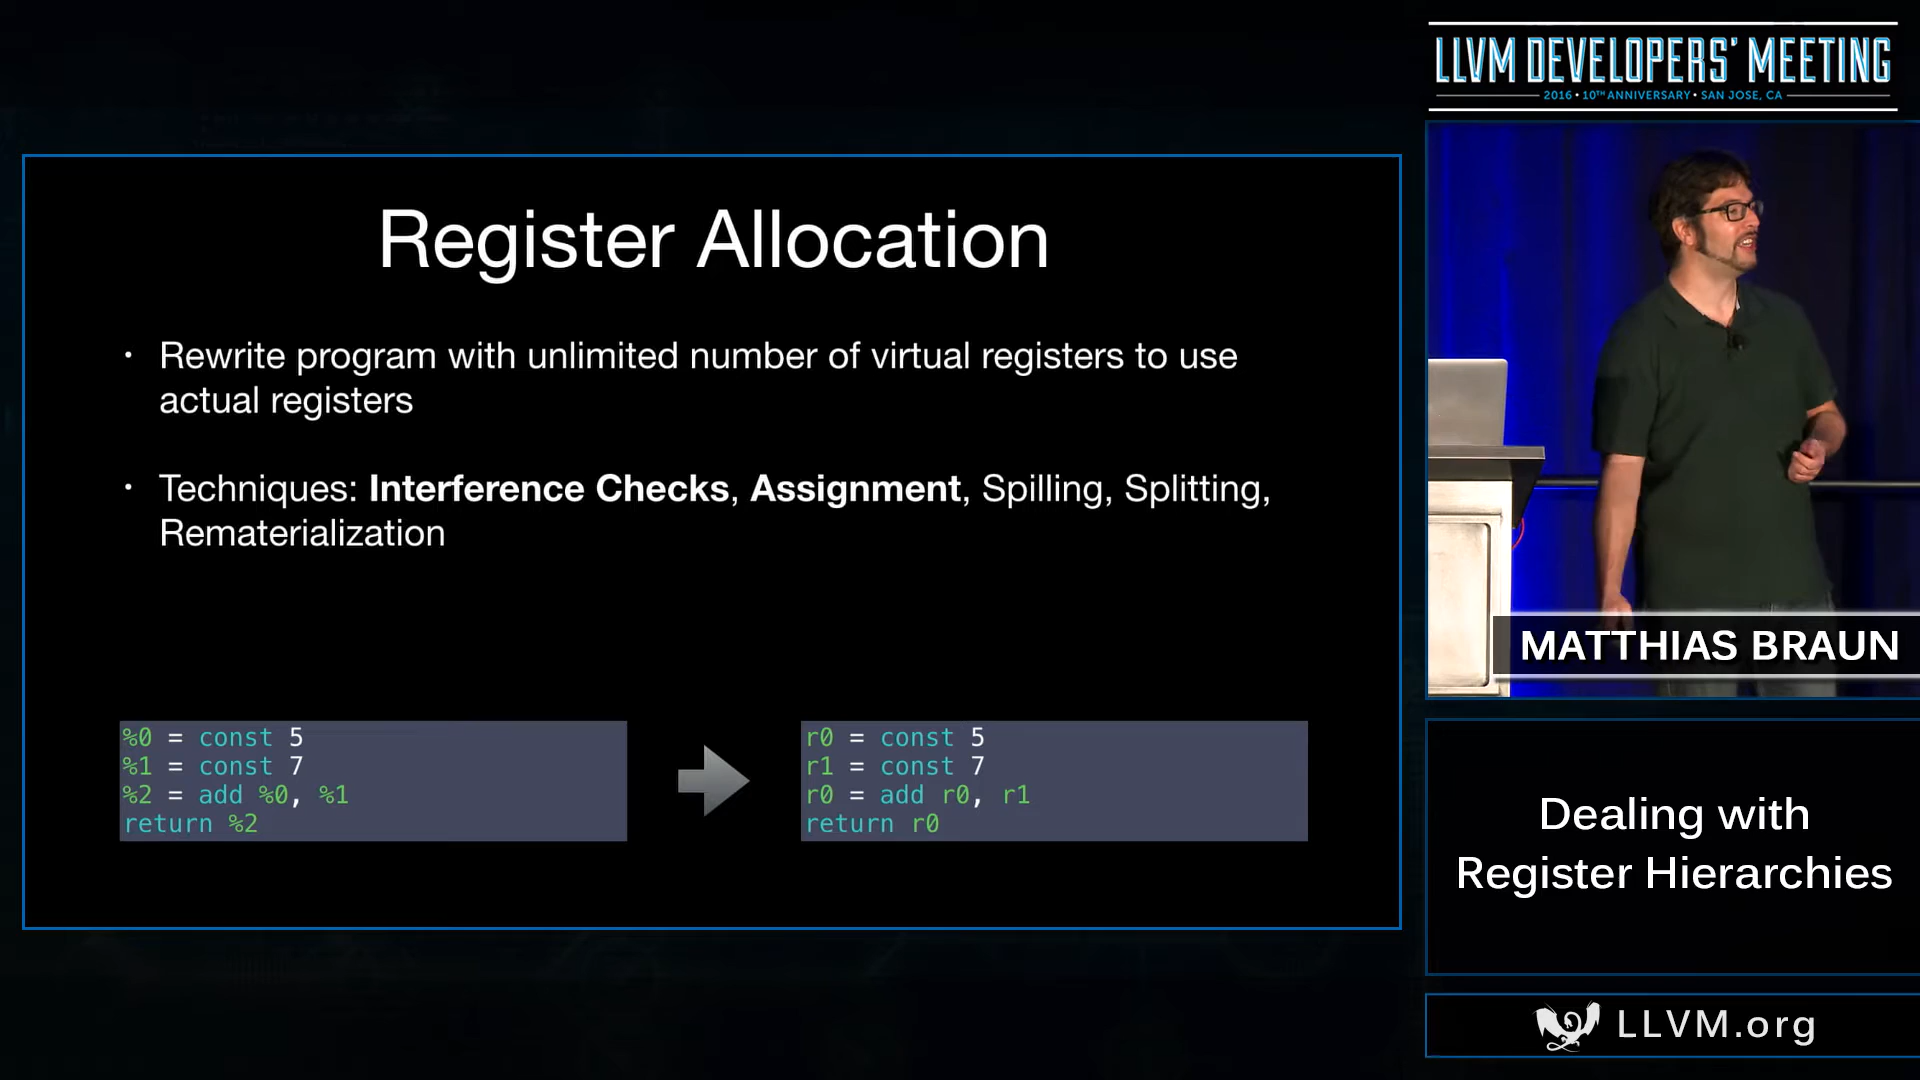 LLVM DEVELOPERS' MEETING
2016 • 10TH ANNIVERSARY • SAN JOSE, CA
Register Allocation
• Rewrite program with unlimited number of virtual registers to use
actual registers
• Techniques: Interference Checks, Assignment, Spilling, Splitting,
Rematerialization
%0 = const 5
%1 = const 7
%2 = add %0, %1
return %2
r0 = const 5
r1 = const 7
r0 = add r0, r1
return r0
MATTHIAS BRAUN
Dealing with
Register Hierarchies
LLVM.org